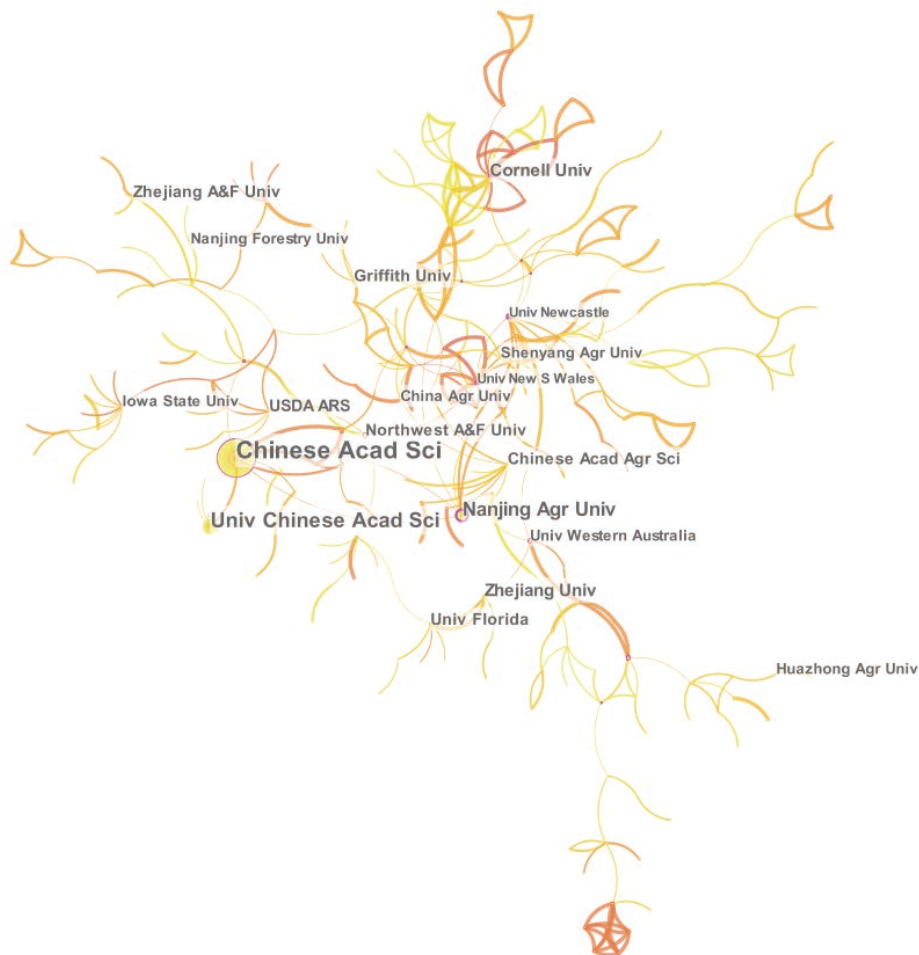 Cornell Univ
Zhejiang A&F Univ
Nanjing Forestry Univ
Griffith Univ
Univ Newcastle
Shenyang Agr Univ
Univ New S Wales
China Agr Univ
Iowa State Univ
USDA ARS
Northwest A&F Univ
Chinese Acad Sci
Chinese Acad Agr Sci
Nanjing Agr Univ
Univ Chinese Acad Sci
Univ Western Australia
Zhejiang Univ
Univ Florida
Huazhong Agr Univ